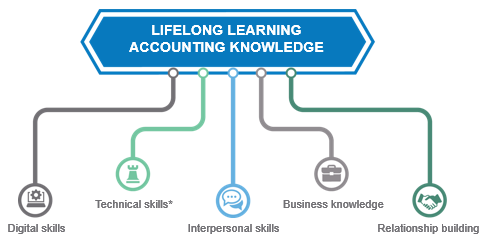 LIFELONG LEARNING
ACCOUNTING KNOWLEDGE
Digital skills
Technical skills*
Interpersonal skills
Business knowledge
Relationship building